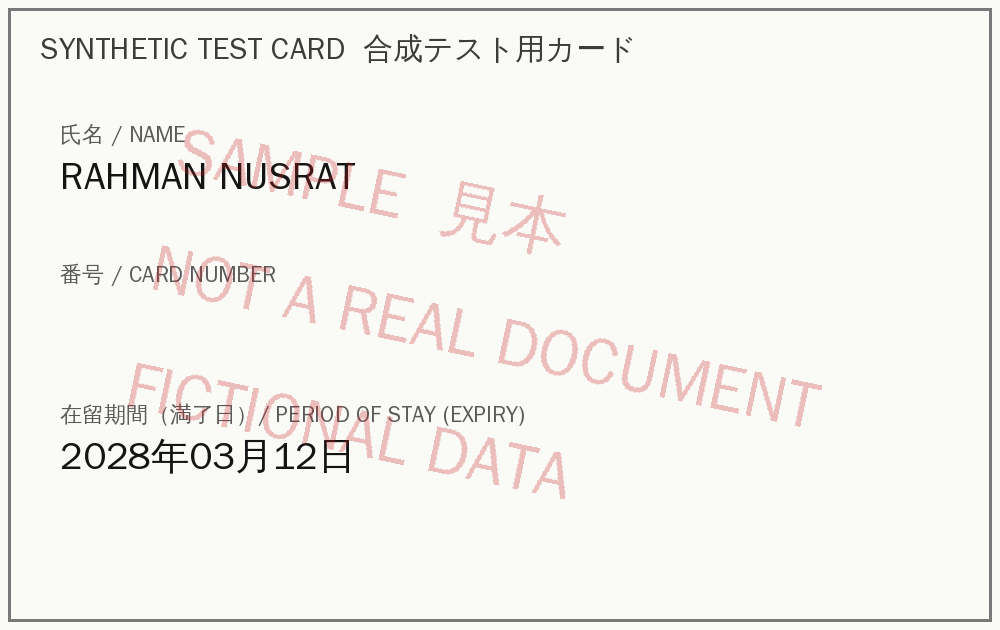 SYNTHETIC TEST CARD 合成テスト用カード
氏名 / NAME
RAHMAN NUSRAT
SAMPLE 見本
番号 / CARD NUMBER
NOT A REAL DOCUMENT
在留期間（満了日）/ PERIOD OF STAY (EXPIRY)
2028年03月12日
FICTIONAL DATA